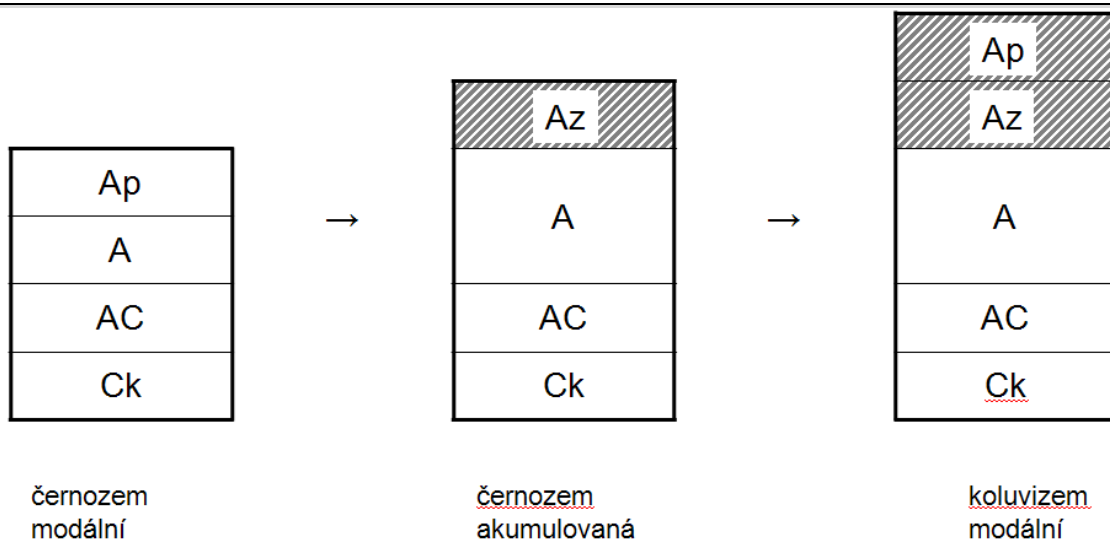 Ap
A
AC
Ck
černozem
modální
→
Az
A
AC
Ck
černozem
akumulovaná
→
Ap
Az
A
AC
Ck
koluvizem
modální